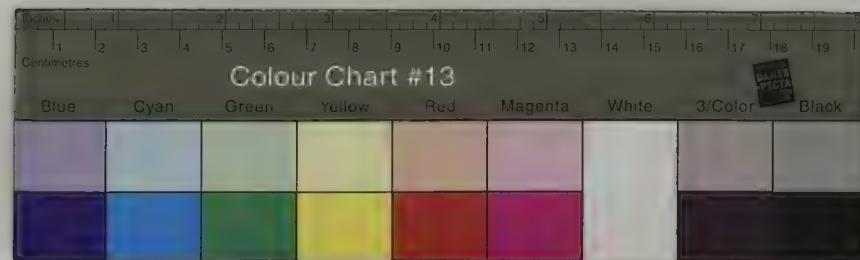 Inches 1 2 3 4 5 6 7
1 2 3 4 5 6 7 8 9 10 11 12 13 14 15 16 17 18 19
Centimetres
Colour Chart #13
DANES
-PICTA
Blue Cyan Green Yellow Red Magenta White 3/Color Black